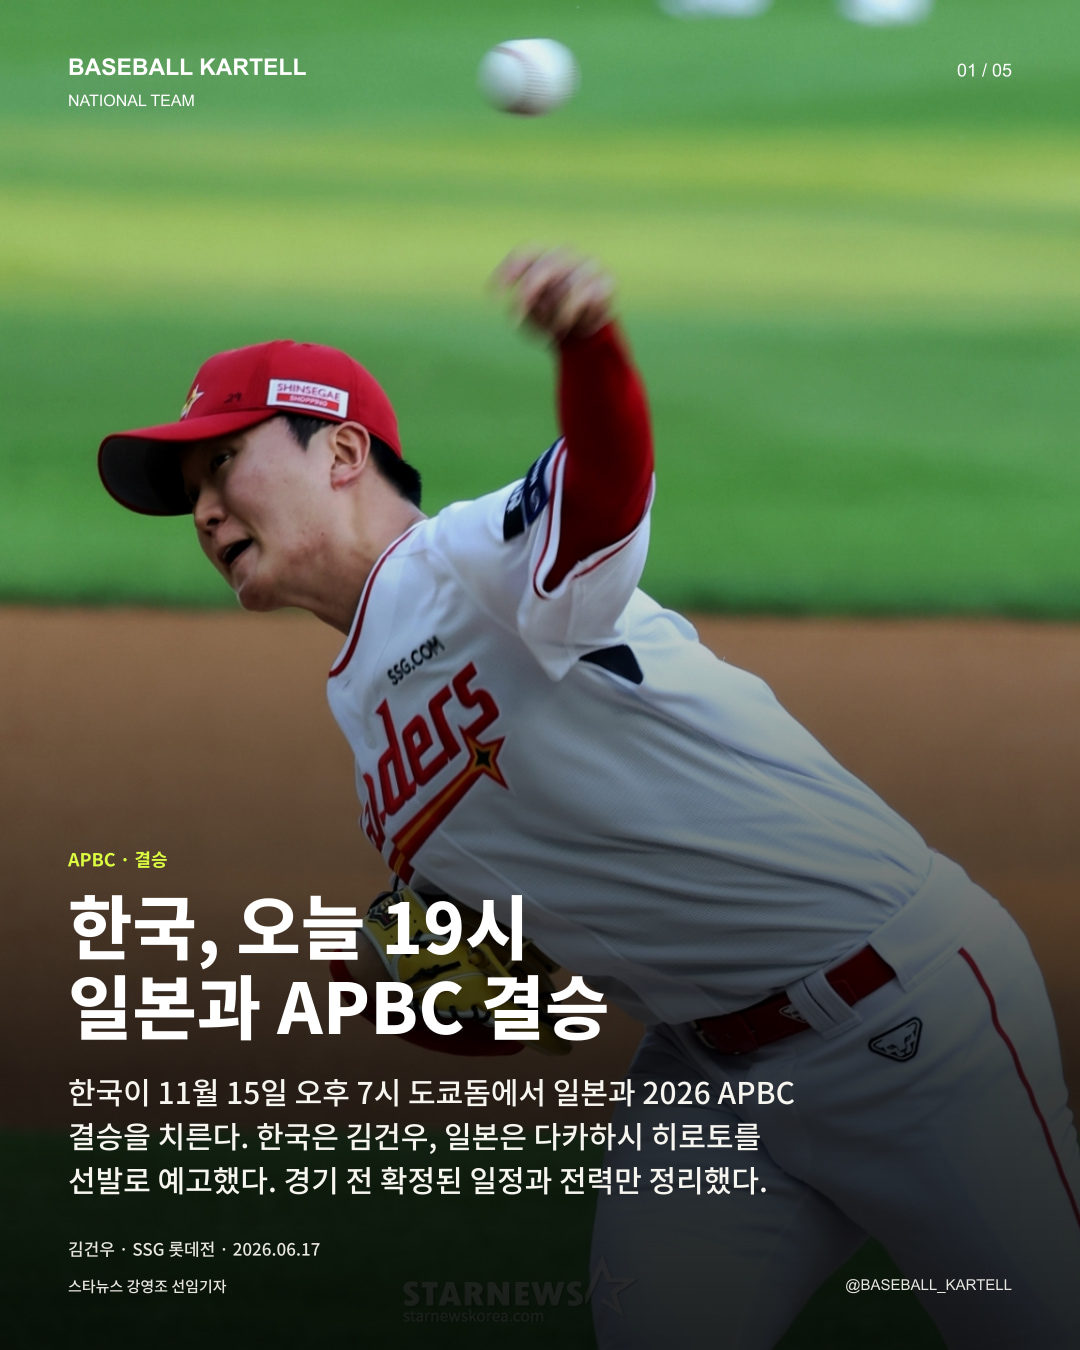 BASEBALL KARTELL
NATIONAL TEAM
01 / 05
SHINSEGAE
SHOPPING
SSG.COM
APBC · 결승
한국, 오늘 19시
일본과 APBC 결승
한국이 11월 15일 오후 7시 도쿄돔에서 일본과 2026 APBC
결승을 치른다. 한국은 김건우, 일본은 다카하시 히로토를
선발로 예고했다. 경기 전 확정된 일정과 전력만 정리했다.
김건우 · SSG 롯데전 · 2026.06.17
스타뉴스 강영조 선임기자
STARNEWS
starnewskorea.com
@BASEBALL_KARTELL